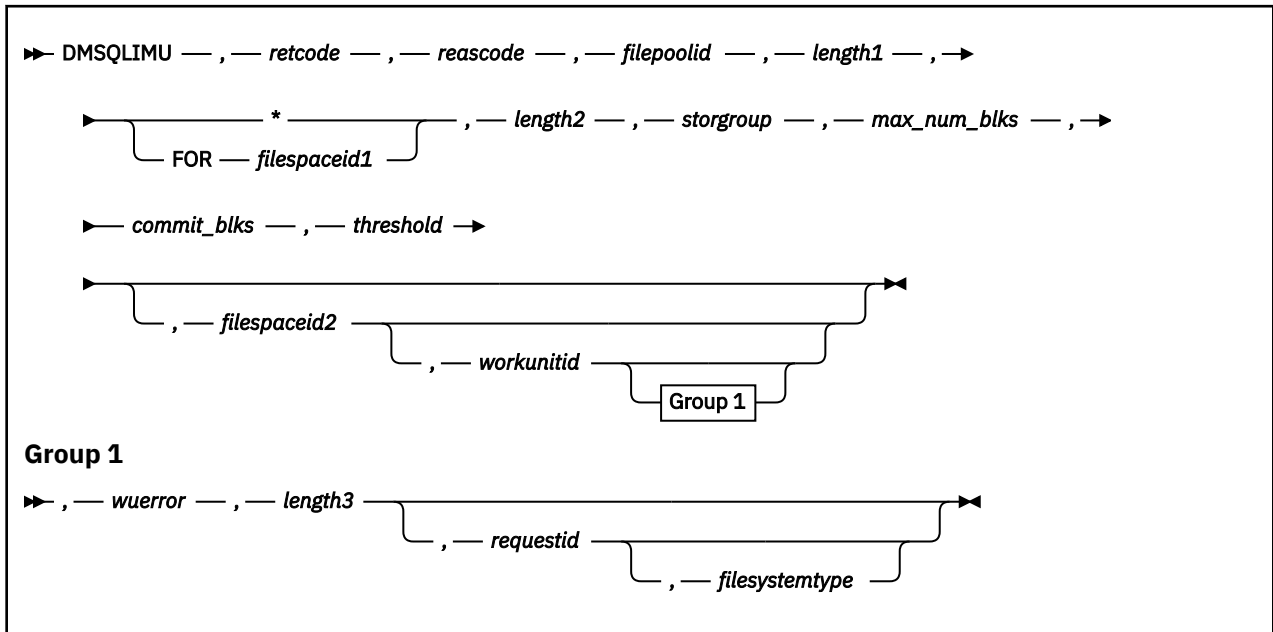 DMSQLIMU , retcode , reascode , filepoolid , length1 ,
* , length2 , storgroup , max_num_blks ,
FOR filespaceid1
commit_blks , threshold
, filespaceid2
, workunitid
Group 1
Group 1
, wuerror , length3
, requestid
, filesystemtype